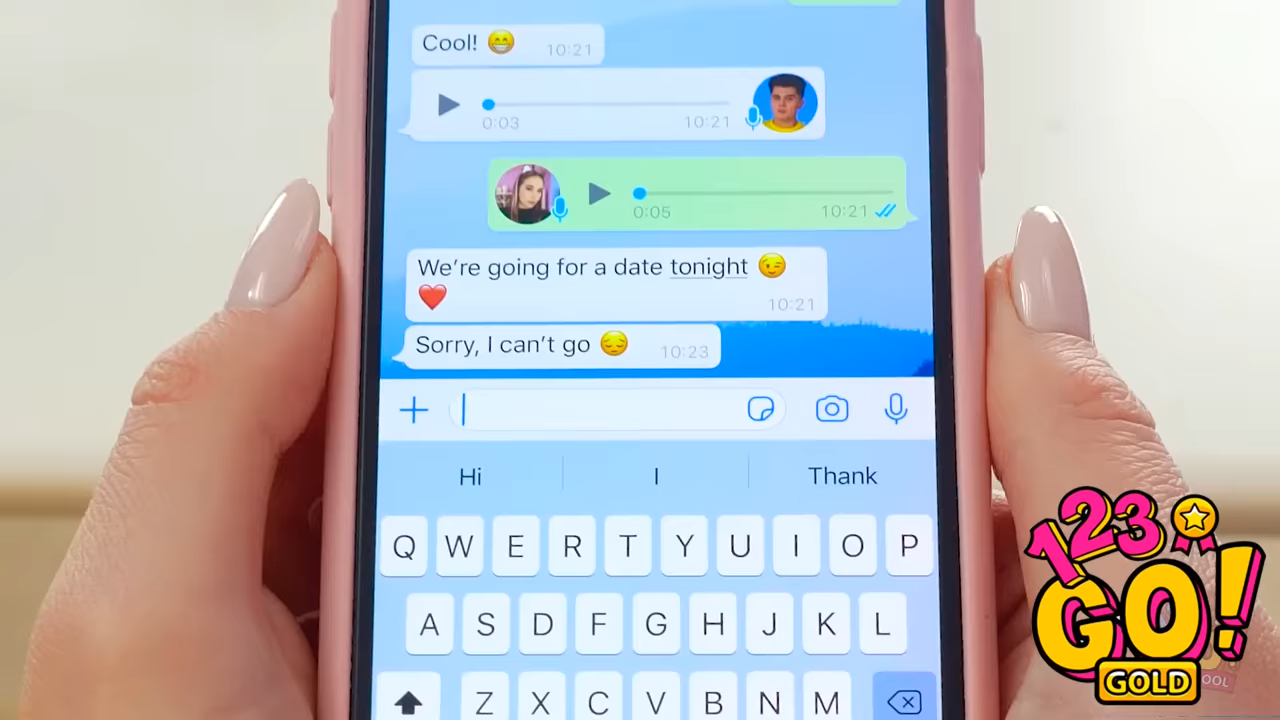 Cool! 😁 10:21
0:03 10:21
0:05 10:21
We're going for a date tonight 😉
❤️ 10:21
Sorry, I can't go 😔 10:23
Hi I Thank
Q W E R T Y U I O P
A S D F G H J K L
Z X C V B N M
123
GO!
GOLD